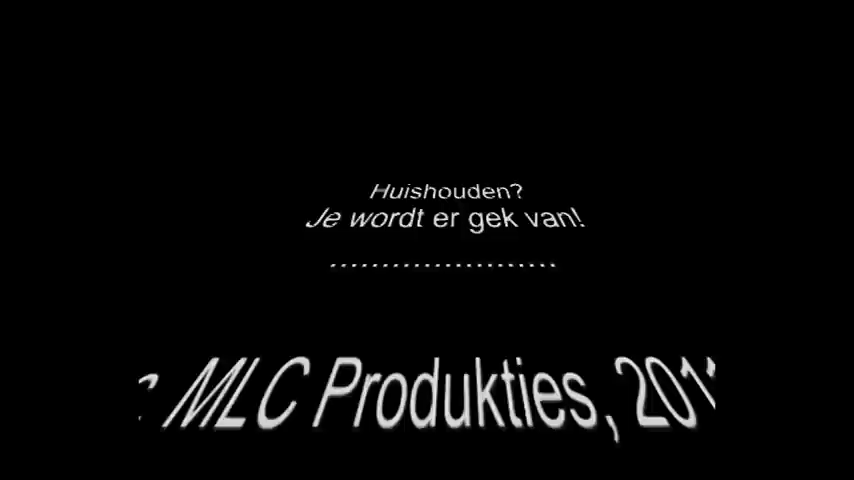 Huishouden?
Je wordt er gek van!
......................
MLC Produkties,